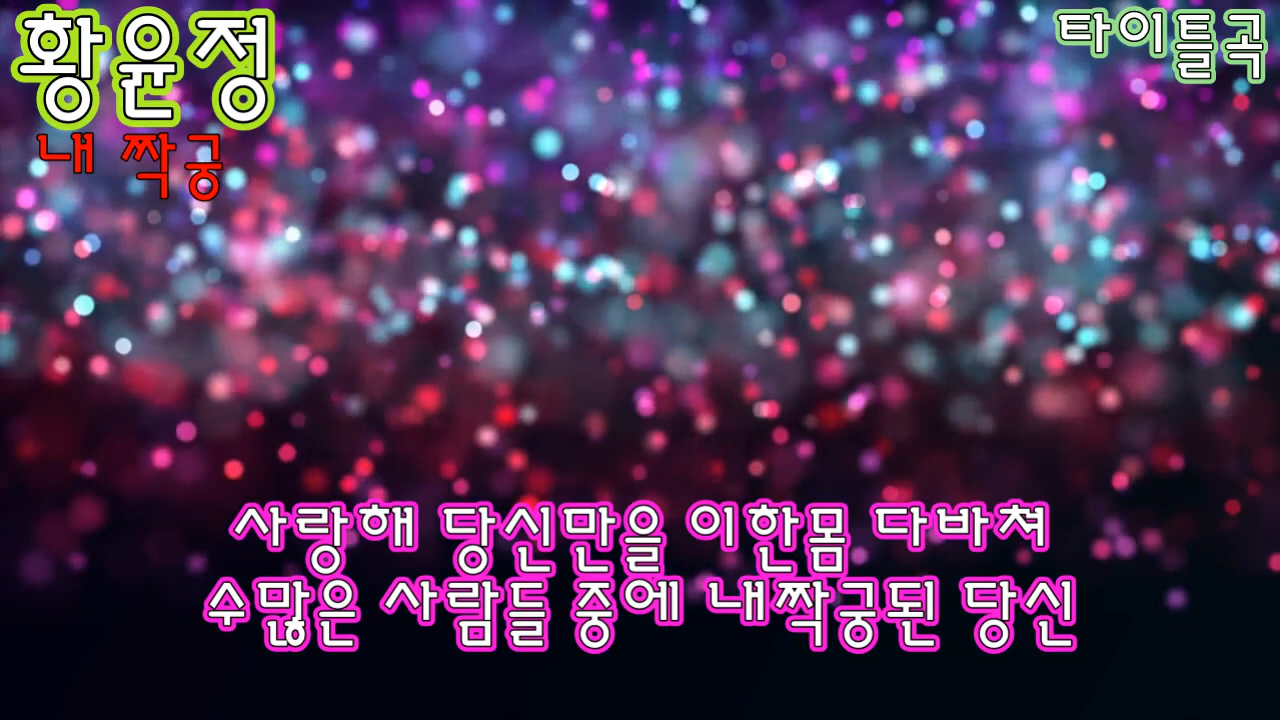 황윤정
타이틀곡
내 짝궁
사랑해 당신만을 이한몸 다바쳐
수많은 사람들 중에 내짝궁된 당신